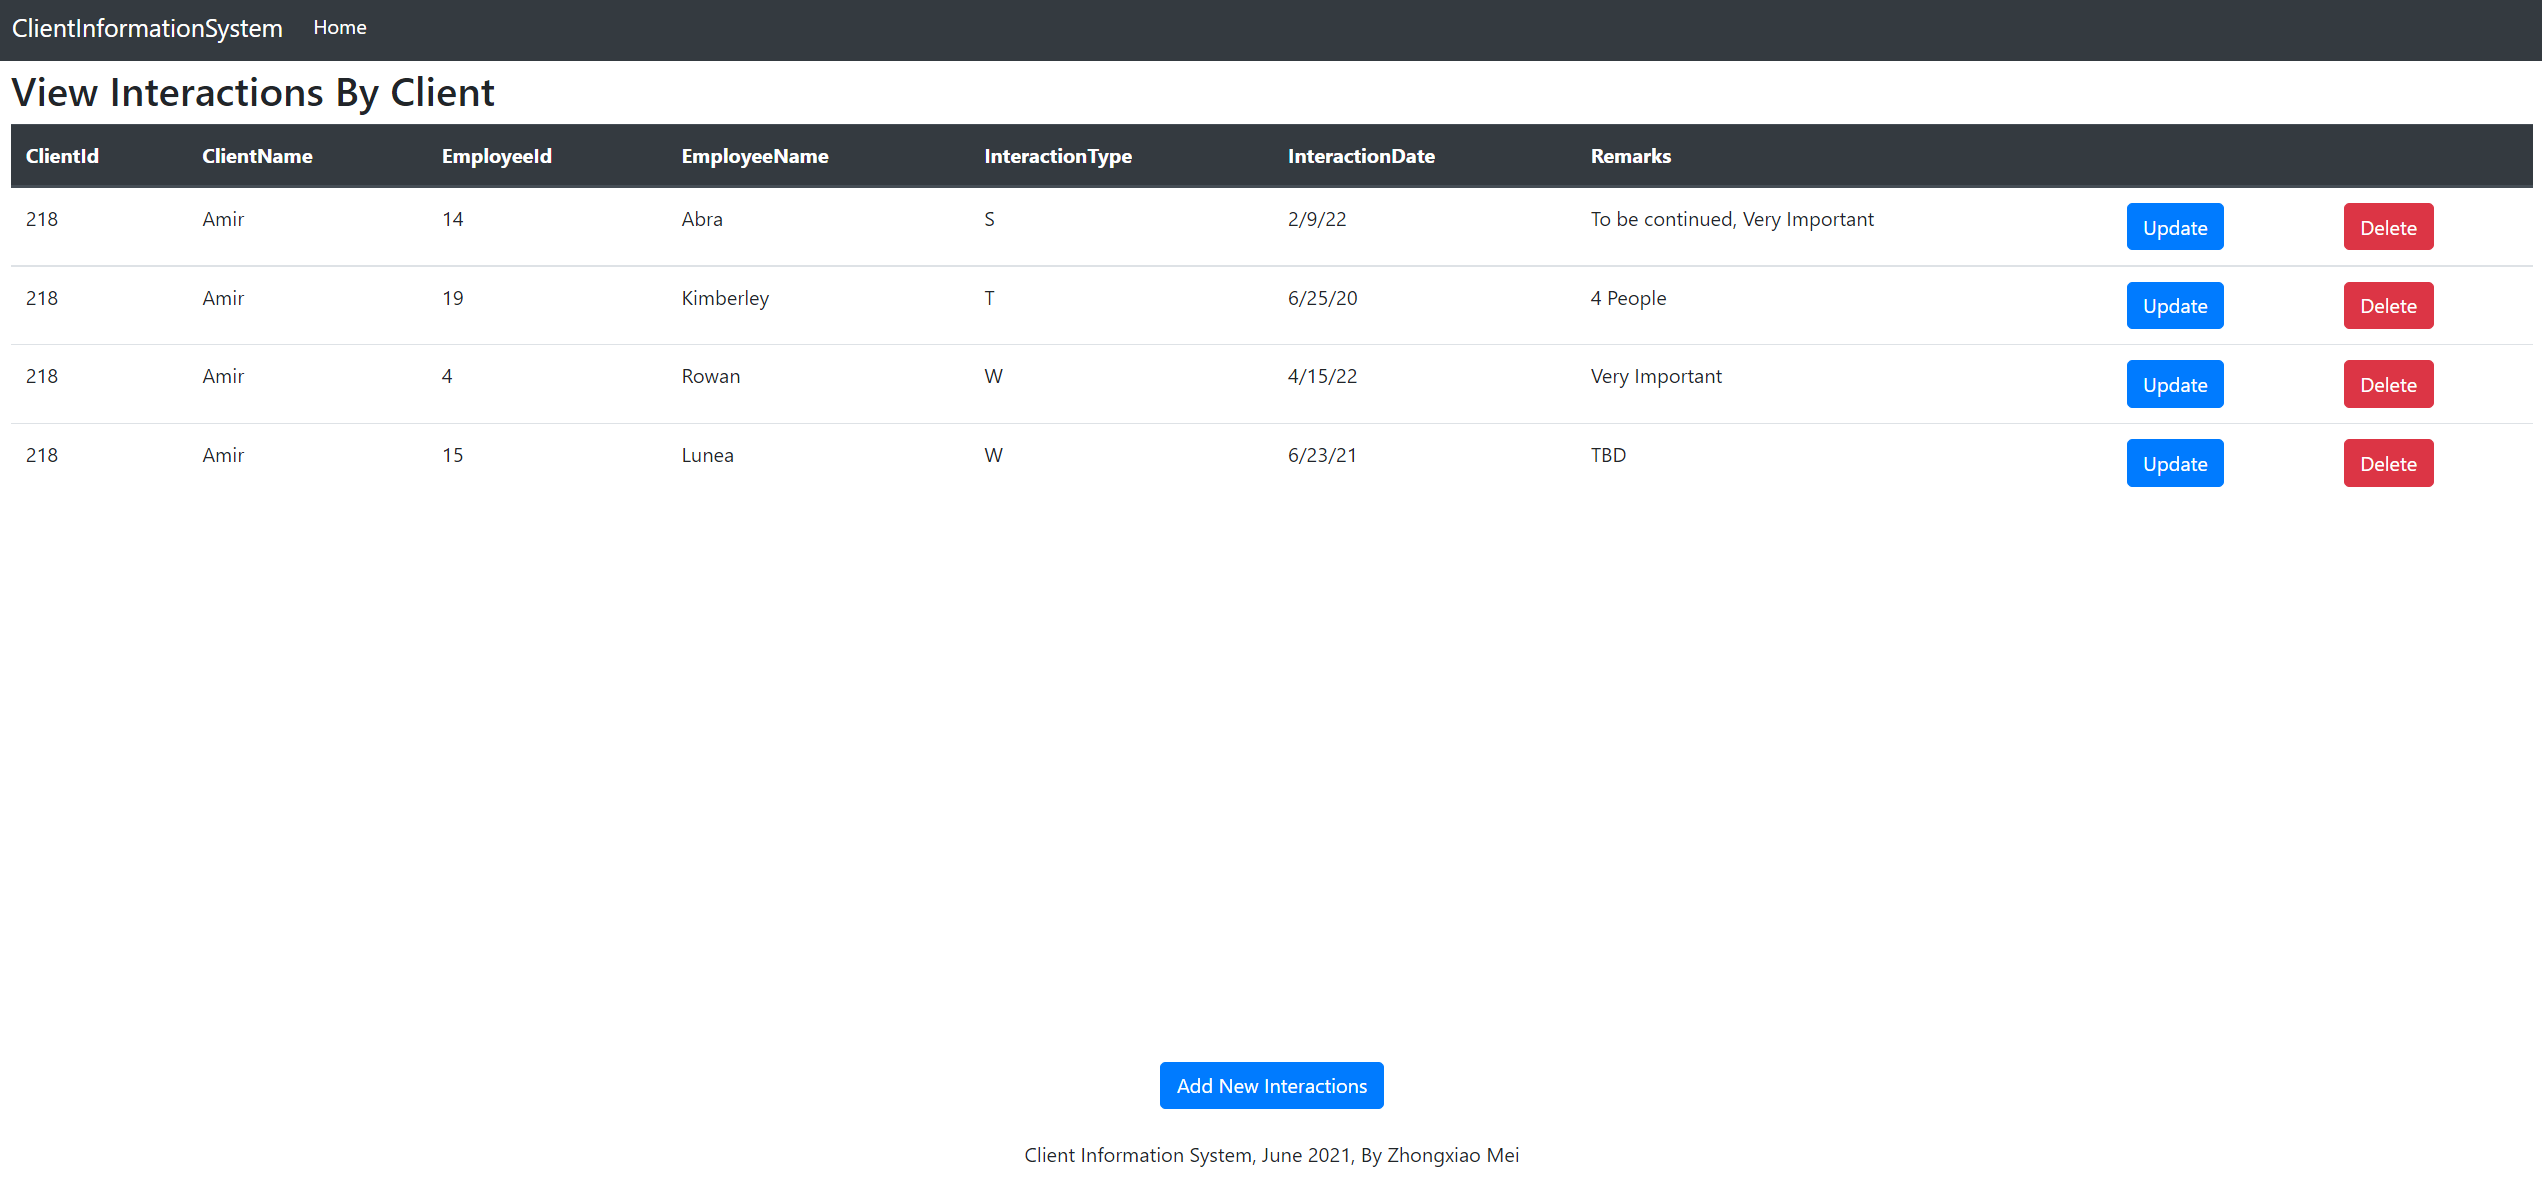 ClientInformationSystem Home
View Interactions By Client
ClientId ClientName EmployeeId EmployeeName InteractionType InteractionDate Remarks
218 Amir 14 Abra S 2/9/22 To be continued, Very Important Update Delete
218 Amir 19 Kimberley T 6/25/20 4 People Update Delete
218 Amir 4 Rowan W 4/15/22 Very Important Update Delete
218 Amir 15 Lunea W 6/23/21 TBD Update Delete
Add New Interactions
Client Information System, June 2021, By Zhongxiao Mei